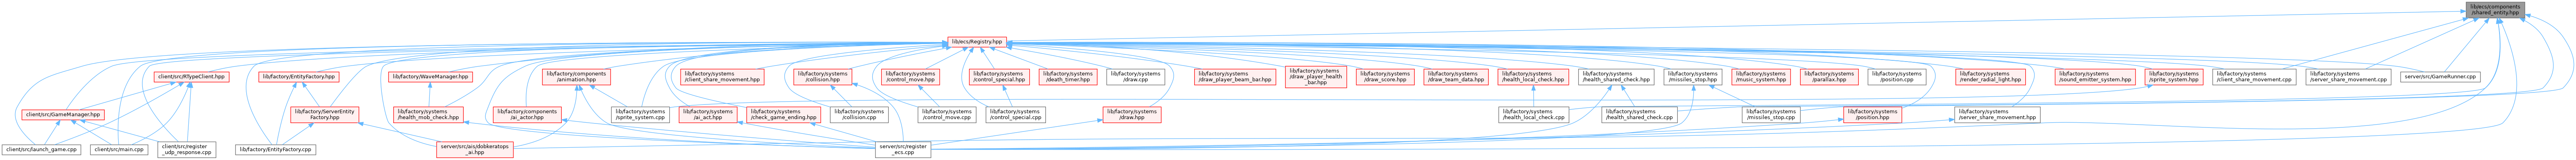 lib/ecs/components
/shared_entity.hpp
lib/ecs/Registry.hpp
client/src/RTypeClient.hpp
lib/factory/EntityFactory.hpp
lib/factory/WaveManager.hpp
lib/factory/components
/animation.hpp
lib/factory/systems
/client_share_movement.hpp
lib/factory/systems
/collision.hpp
lib/factory/systems
/control_move.hpp
lib/factory/systems
/control_special.hpp
lib/factory/systems
/death_timer.hpp
lib/factory/systems
/draw.cpp
lib/factory/systems
/draw_player_beam_bar.hpp
lib/factory/systems
/draw_player_health
_bar.hpp
lib/factory/systems
/draw_score.hpp
lib/factory/systems
/draw_team_data.hpp
lib/factory/systems
/health_local_check.hpp
lib/factory/systems
/health_shared_check.hpp
lib/factory/systems
/missiles_stop.hpp
lib/factory/systems
/music_system.hpp
lib/factory/systems
/parallax.hpp
lib/factory/systems
/position.cpp
lib/factory/systems
/render_radial_light.hpp
lib/factory/systems
/sound_emitter_system.hpp
lib/factory/systems
/sprite_system.hpp
lib/factory/systems
/client_share_movement.cpp
lib/factory/systems
/server_share_movement.cpp
server/src/GameRunner.cpp
client/src/GameManager.hpp
lib/factory/ServerEntity
Factory.hpp
lib/factory/systems
/health_mob_check.hpp
lib/factory/components
/ai_actor.hpp
lib/factory/systems
/sprite_system.cpp
lib/factory/systems
/ai_act.hpp
lib/factory/systems
/check_game_ending.hpp
lib/factory/systems
/collision.cpp
lib/factory/systems
/control_move.cpp
lib/factory/systems
/control_special.cpp
lib/factory/systems
/draw.hpp
lib/factory/systems
/health_local_check.cpp
lib/factory/systems
/health_shared_check.cpp
lib/factory/systems
/missiles_stop.cpp
lib/factory/systems
/position.hpp
lib/factory/systems
/server_share_movement.hpp
client/src/launch_game.cpp
client/src/main.cpp
client/src/register
_udp_response.cpp
lib/factory/EntityFactory.cpp
server/src/ais/dobkeratops
_ai.hpp
server/src/register
_ecs.cpp